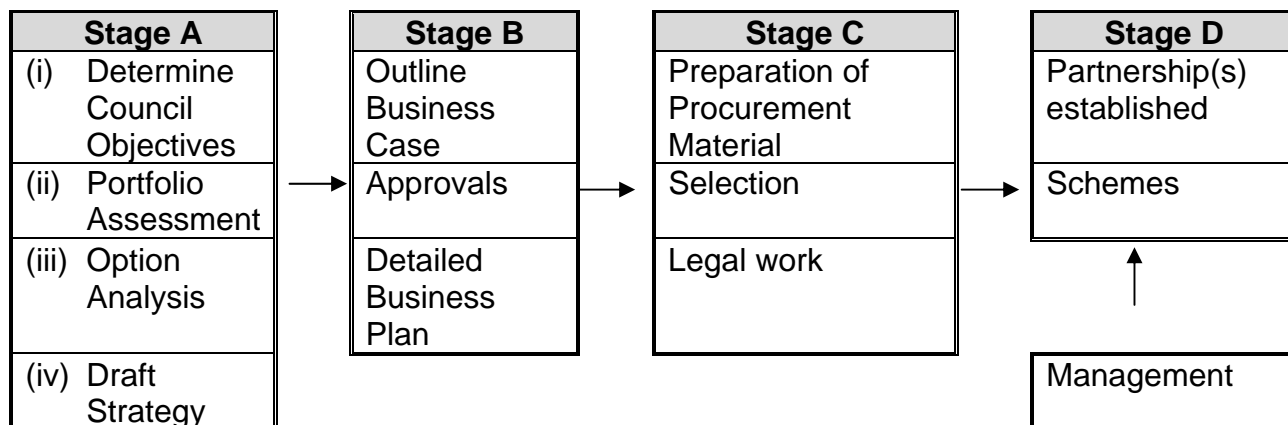 Stage A
(i) Determine
Council
Objectives
(ii) Portfolio
Assessment
(iii) Option
Analysis
(iv) Draft
Strategy
Stage B
Outline
Business
Case
Approvals
Detailed
Business
Plan
Stage C
Preparation of
Procurement
Material
Selection
Legal work
Stage D
Partnership(s)
established
Schemes
Management